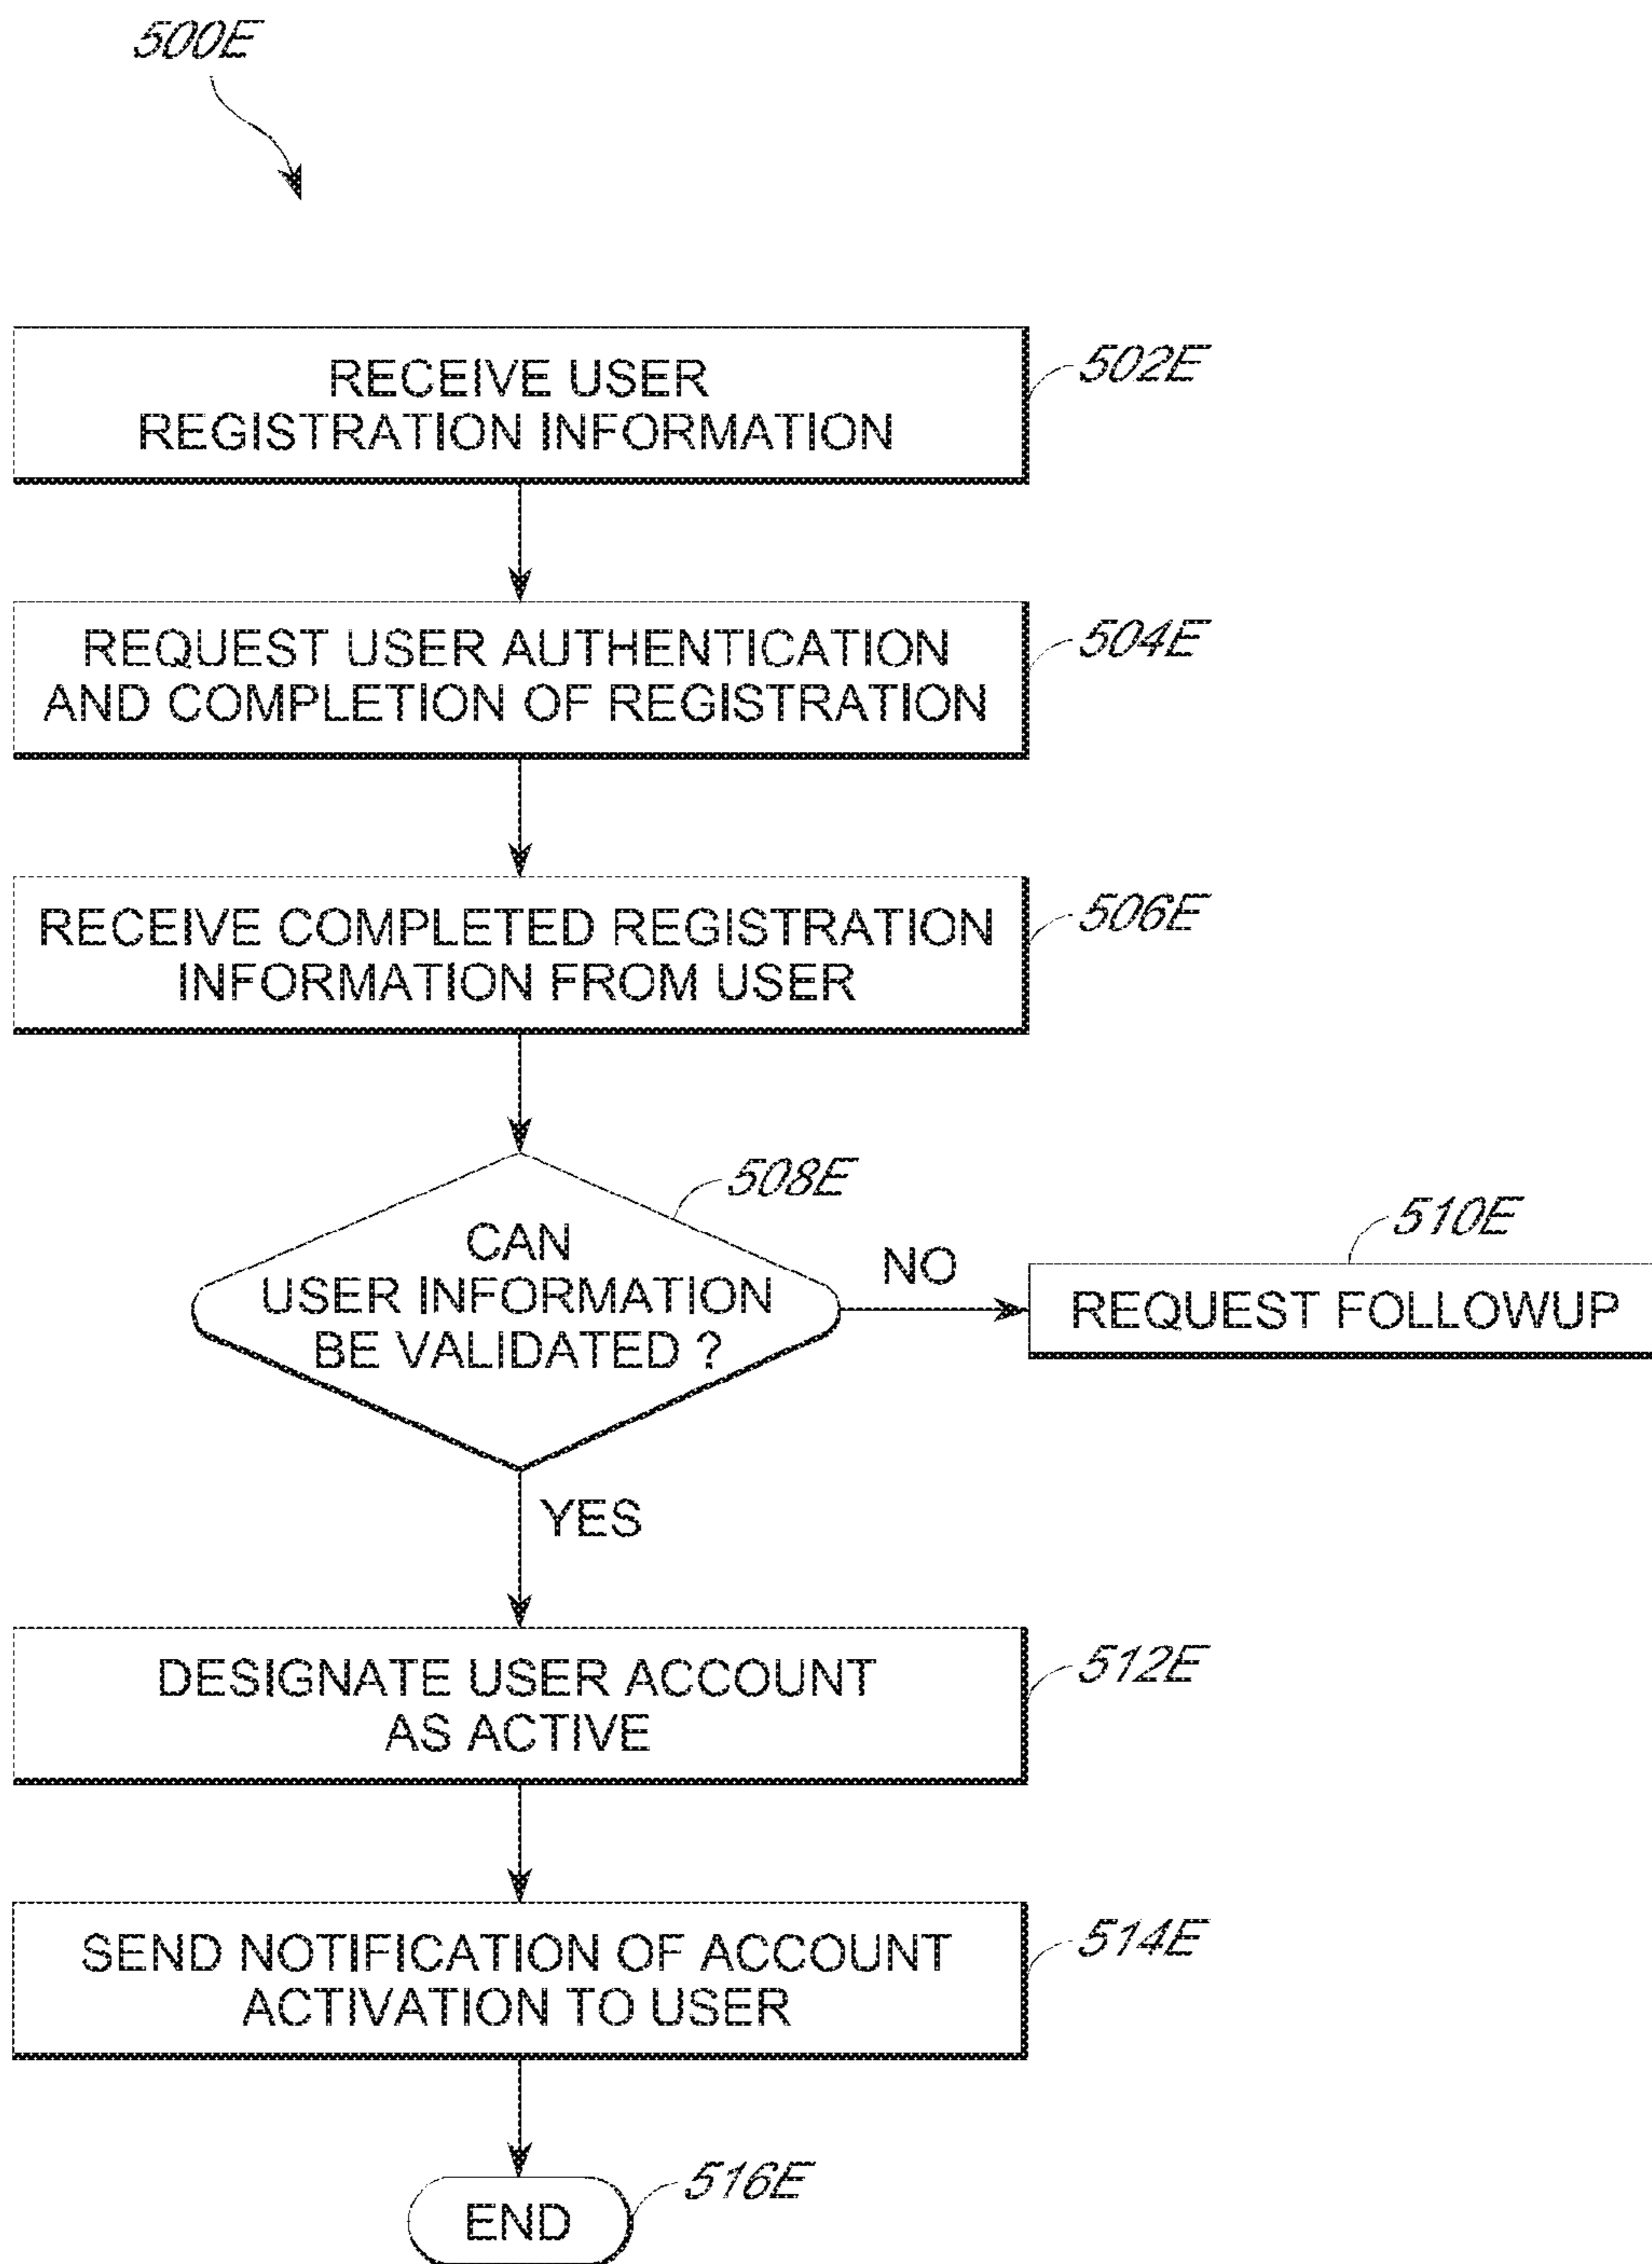 500E
RECEIVE USER
REGISTRATION INFORMATION
502E
REQUEST USER AUTHENTICATION
AND COMPLETION OF REGISTRATION
504E
RECEIVE COMPLETED REGISTRATION
INFORMATION FROM USER
506E
508E
CAN
USER INFORMATION
BE VALIDATED ?
NO
510E
REQUEST FOLLOWUP
YES
DESIGNATE USER ACCOUNT
AS ACTIVE
512E
SEND NOTIFICATION OF ACCOUNT
ACTIVATION TO USER
514E
END
516E